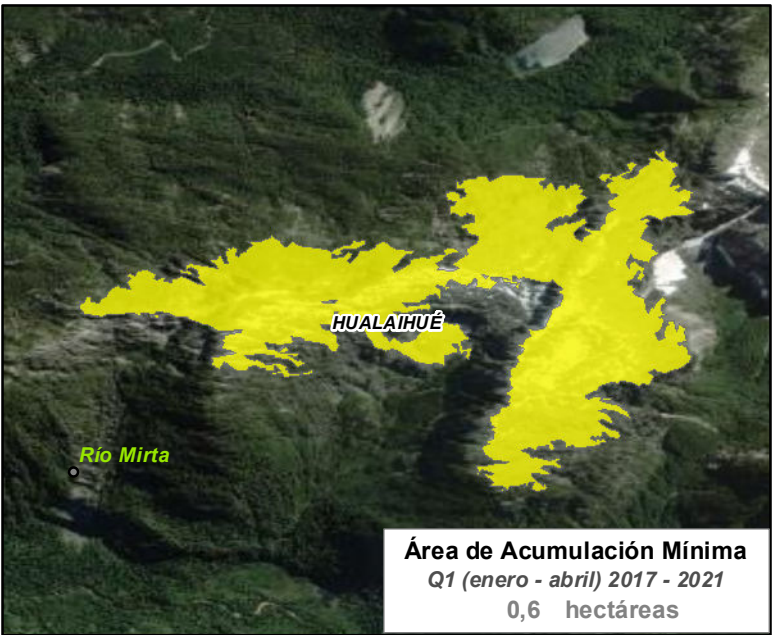 HUALAIHUÉ
Río Mirta
Área de Acumulación Mínima
Q1 (enero - abril) 2017 - 2021
0,6 hectáreas